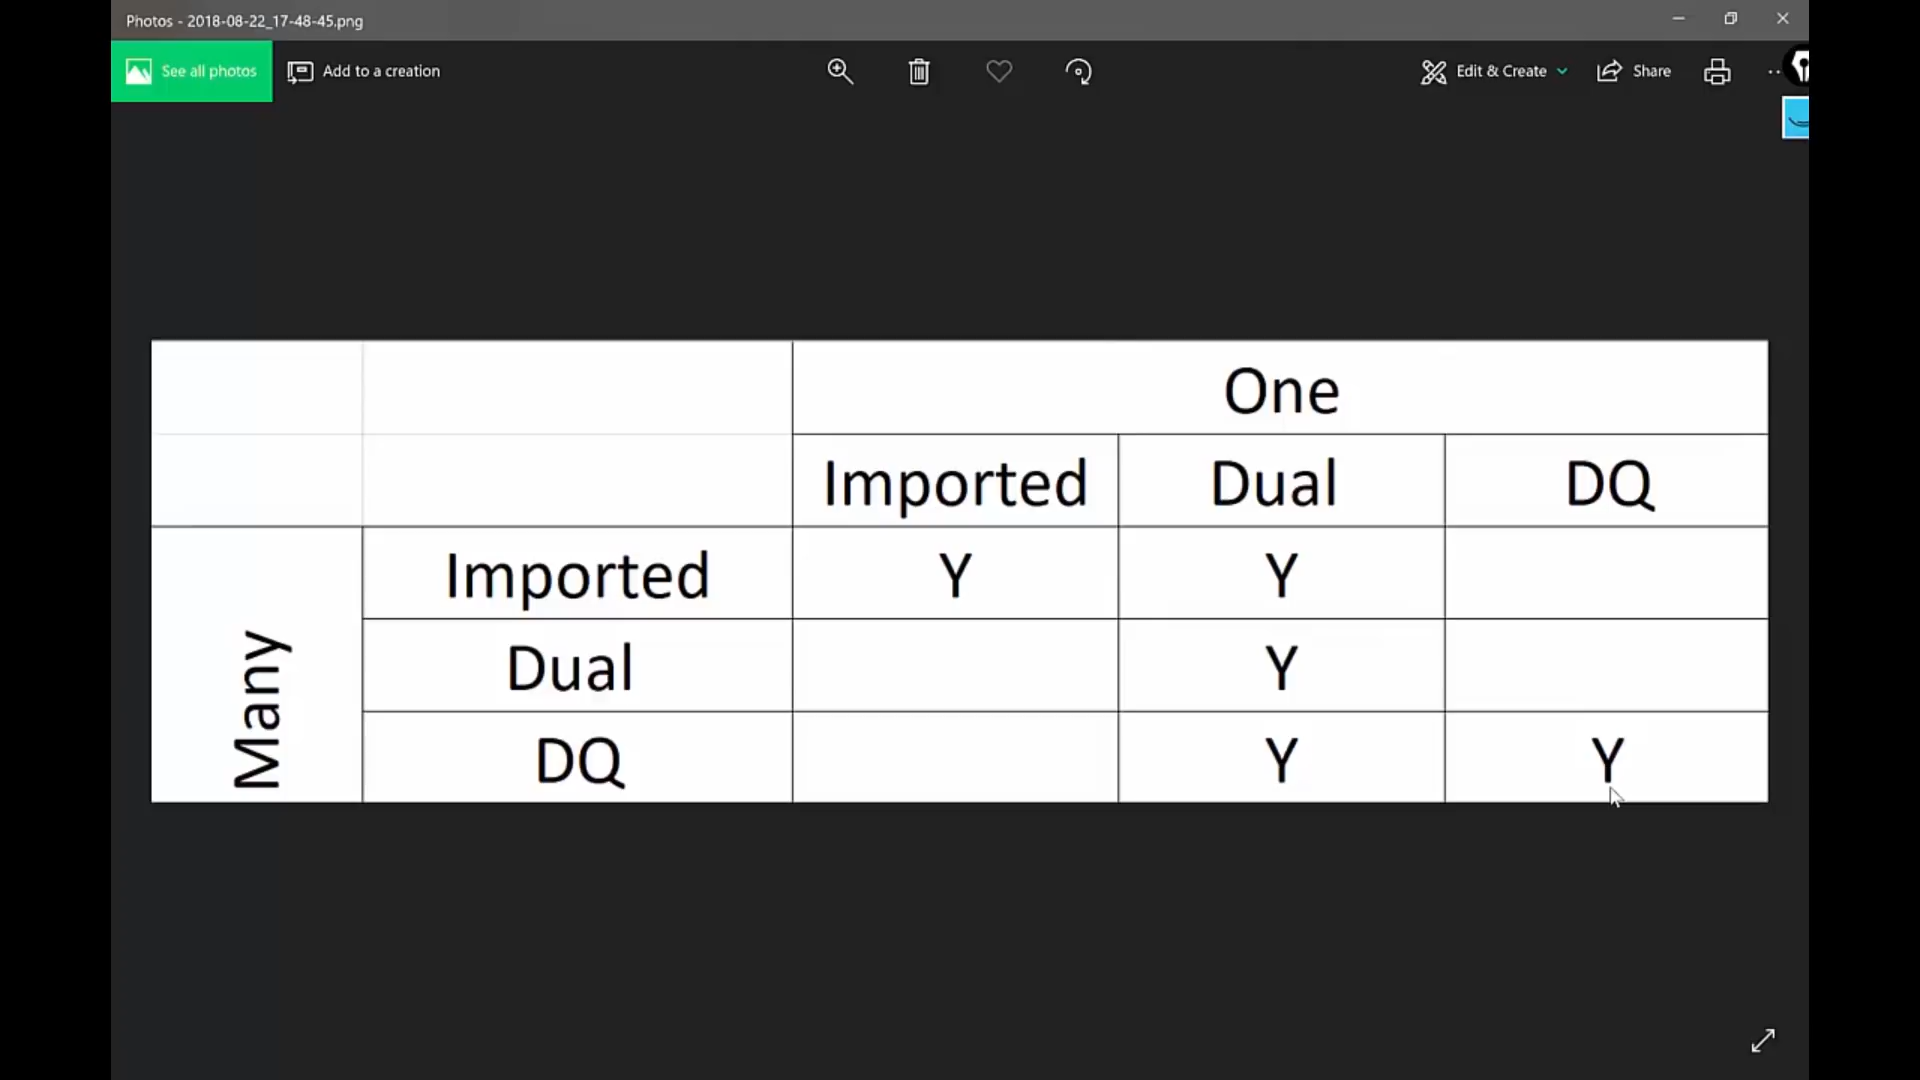 Photos - 2018-08-22_17-48-45.png
See all photos Add to a creation Edit & Create Share
One
Imported Dual DQ
Many
Imported Y Y
Dual Y
DQ Y Y